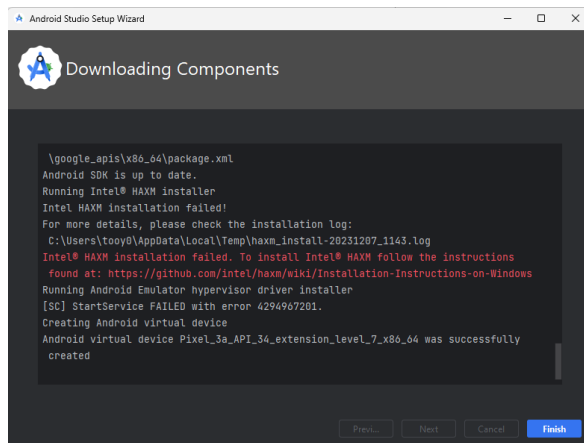 Android Studio Setup Wizard
Downloading Components
\google_apis\x86_64\package.xml
Android SDK is up to date.
Running Intel® HAXM installer
Intel HAXM installation failed!
For more details, please check the installation log:
C:\Users\tooy0\AppData\Local\Temp\haxm_install-20231207_1143.log
Intel® HAXM installation failed. To install Intel® HAXM follow the instructions
found at: https://github.com/intel/haxm/wiki/Installation-Instructions-on-Windows
Running Android Emulator hypervisor driver installer
[SC] StartService FAILED with error 4294967201.
Creating Android virtual device
Android virtual device Pixel_3a_API_34_extension_level_7_x86_64 was successfully
created
Previ... Next Cancel Finish